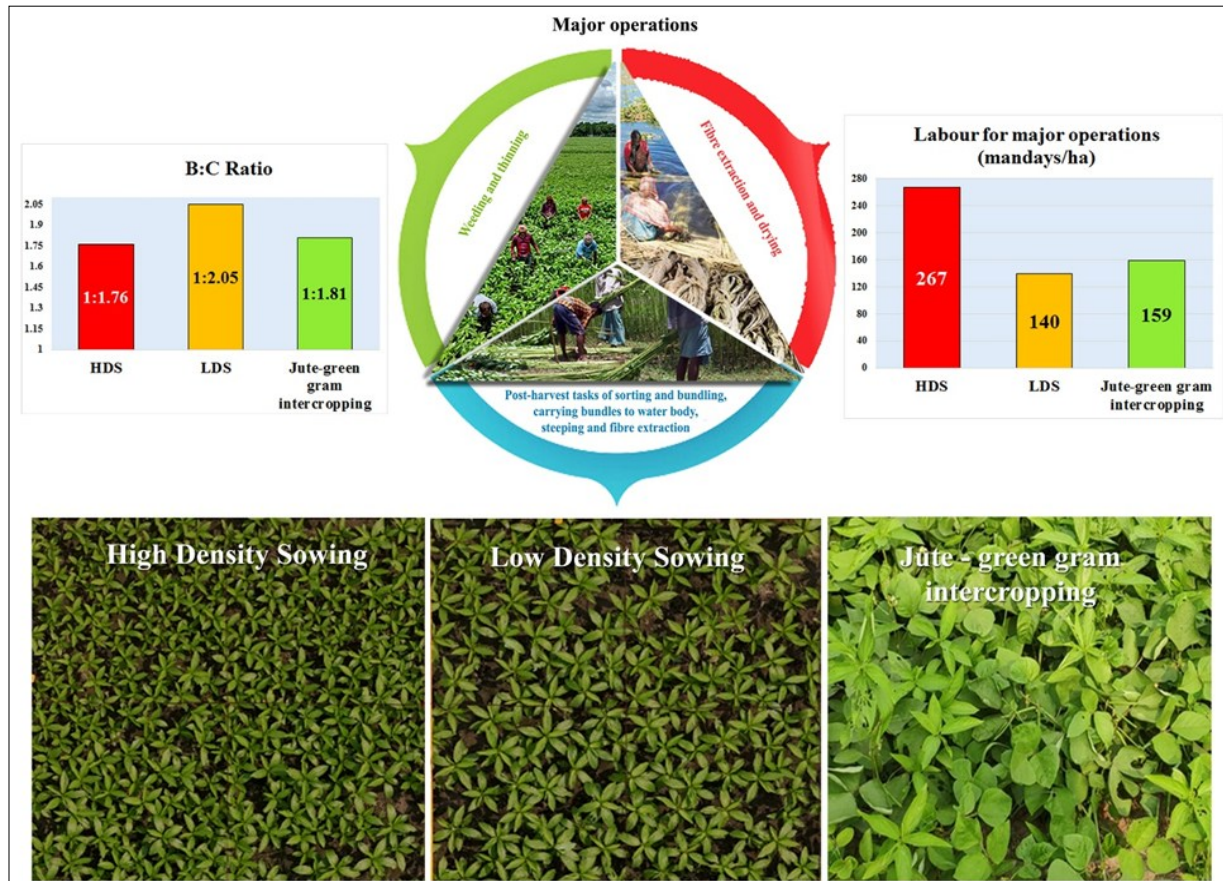 Major operations
B:C Ratio
2.05
1.9
1.75
1.6
1.45
1.3
1.15
1
1:1.76
1:2.05
1:1.81
HDS
LDS
Jute-green
gram
intercropping
Weeding and thinning
Fibre extraction and drying
Post-harvest tasks of sorting and bundling,
carrying bundles to water body,
steeping and fibre extraction
Labour for major operations
(mandays/ha)
280
240
200
160
120
80
40
0
267
140
159
HDS
LDS
Jute-green gram
intercropping
High Density Sowing
Low Density Sowing
Jute - green gram
intercropping